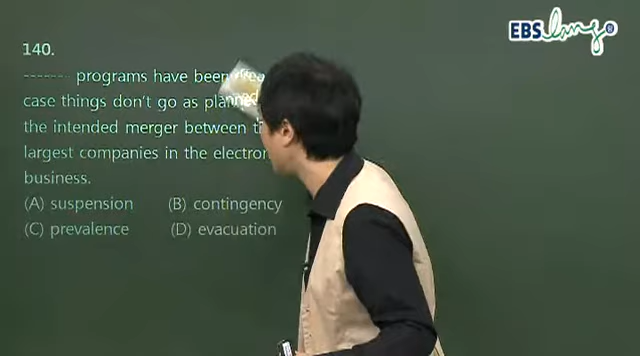 EBS lang
140.
------- programs have been
case things don't go as planned
the intended merger between
largest companies in the
business.
(A) suspension (B) contingency
(C) prevalence (D) evacuation